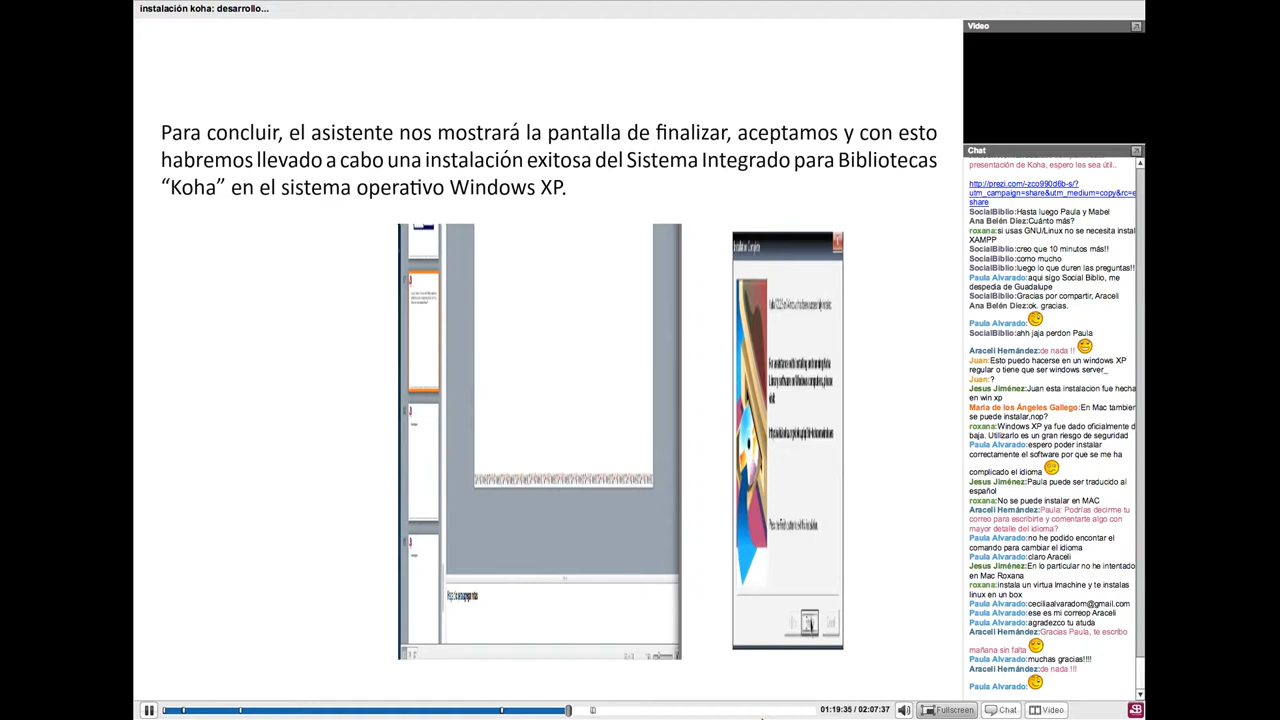 instalación koha: desarrollo...
Para concluir, el asistente nos mostrará la pantalla de finalizar, aceptamos y con esto
habremos llevado a cabo una instalación exitosa del Sistema Integrado para Bibliotecas
“Koha” en el sistema operativo Windows XP.
Installation Complete
Video
Chat
presentación de Koha, espero les sea útil..
http://prezi.com/-zco990d6b-s/?
utm_campaign=share&utm_medium=copy&rc=e
share
SocialBiblio:Hasta luego Paula y Mabel
Ana Belén Díez:Cuánto más?
roxana:si usas GNU/Linux no se necesita instal
XAMPP
SocialBiblio:creo que 10 minutos más!!
SocialBiblio:como mucho
SocialBiblio:luego lo que duren las preguntas!!
Paula Alvarado:aqui sigo Social Biblio, me
despedia de Guadalupe
SocialBiblio:Gracias por compartir, Araceli
Ana Belén Díez:ok. gracias.
Paula Alvarado:
SocialBiblio:ahh jaja perdon Paula
Araceli Hernández:de nada !!
Juan:Esto puedo hacerse en un windows XP
regular o tiene que ser windows server_
Juan:?
Jesus Jiménez:Juan esta instalacion fue hecha
en win xp
María de los Ángeles Gallego:En Mac tambier
se puede instalar,nop?
roxana:Windows XP ya fue dado oficialmente d
baja. Utilizarlo es un gran riesgo de seguridad
Paula Alvarado:espero poder instalar
correctamente el software por que se me ha
complicado el idioma
Jesus Jiménez:Paula puede ser traducido al
español
roxana:No se puede instalar en MAC
Araceli Hernández:Paula: Podrías decirme tu
correo para escribirte y comentarte algo con
mayor detalle del idioma?
Paula Alvarado:no he podido encontar el
comando para cambiar el idioma
Paula Alvarado:claro Araceli
Jesus Jiménez:En lo particular no he intentado
en Mac Roxana
roxana:instala un virtua lmachine y te instalas
linux en un box
Paula Alvarado:ceciliaalvaradom@gmail.com
Paula Alvarado:ese es mi correop Araceli
Paula Alvarado:agradezco tu atuda
Araceli Hernández:Gracias Paula, te escribo
mañana sin falta
Paula Alvarado:muchas gracias!!!!
Araceli Hernández:de nada !!!
Paula Alvarado:
01:19:35 / 02:07:37
Fullscreen
Chat
Video